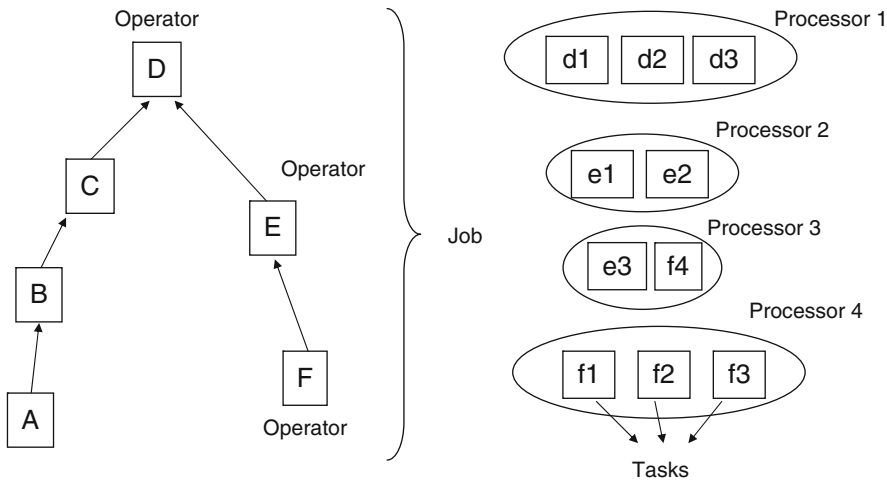 Operator
D
C
Operator
E
B
F
A
Operator
Job
Processor 1
d1 d2 d3
Processor 2
e1 e2
Processor 3
e3 f4
Processor 4
f1 f2 f3
Tasks